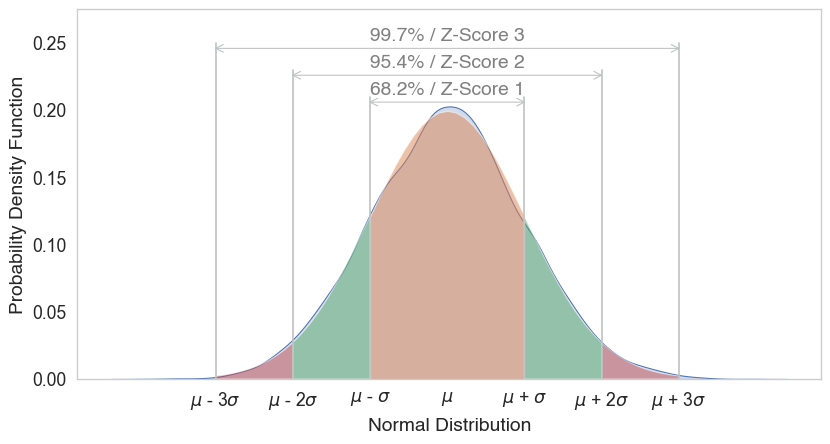 99.7% / Z-Score 3
95.4% / Z-Score 2
68.2% / Z-Score 1
Probability Density Function
0.25
0.20
0.15
0.10
0.05
0.00
μ - 3σ μ - 2σ μ - σ μ μ + σ μ + 2σ μ + 3σ
Normal Distribution